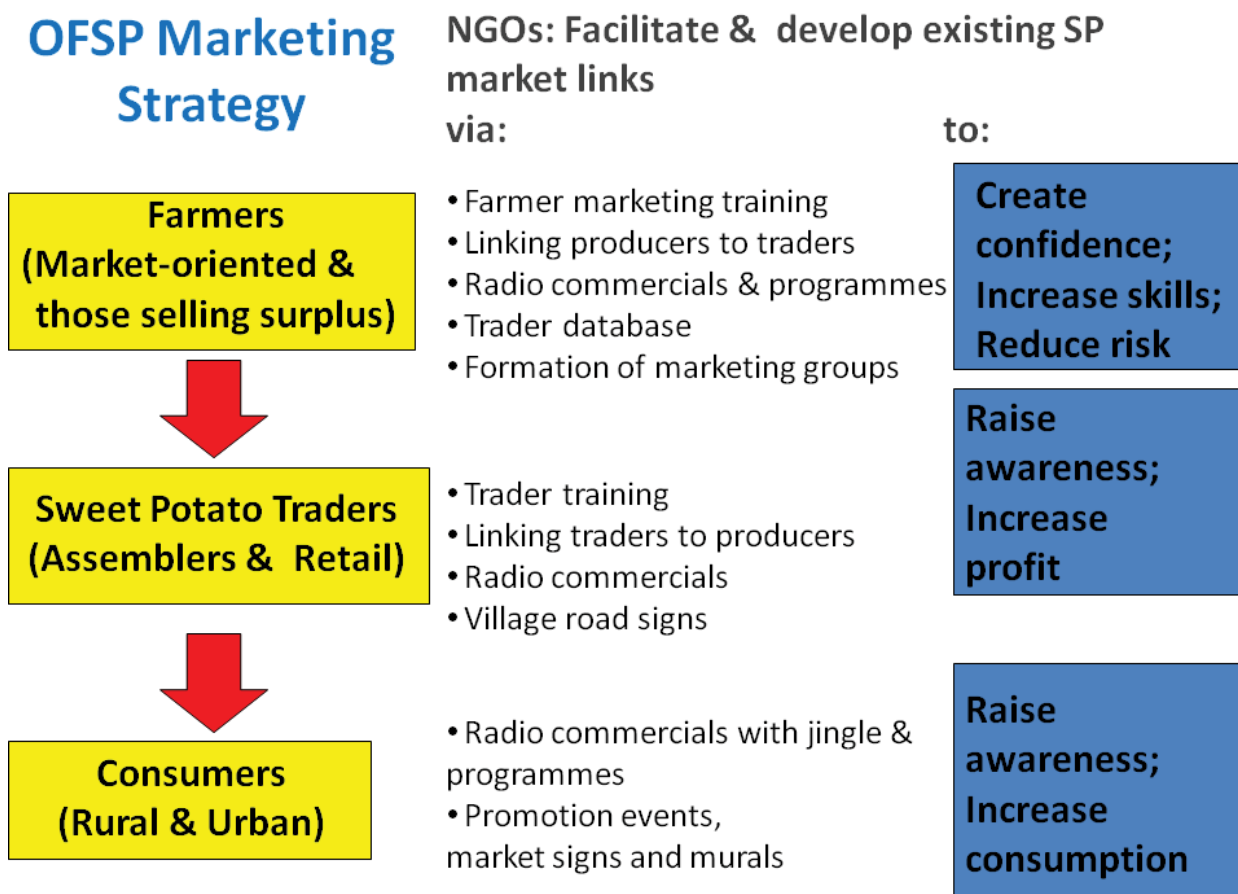 OFSP Marketing
Strategy
NGOs: Facilitate & develop existing SP
market links
via:
to:
Farmers
(Market-oriented &
those selling surplus)
• Farmer marketing training
• Linking producers to traders
• Radio commercials & programmes
• Trader database
• Formation of marketing groups
Create
confidence;
Increase skills;
Reduce risk
Sweet Potato Traders
(Assemblers & Retail)
• Trader training
• Linking traders to producers
• Radio commercials
• Village road signs
Raise
awareness;
Increase
profit
Consumers
(Rural & Urban)
• Radio commercials with jingle &
programmes
• Promotion events,
market signs and murals
Raise
awareness;
Increase
consumption